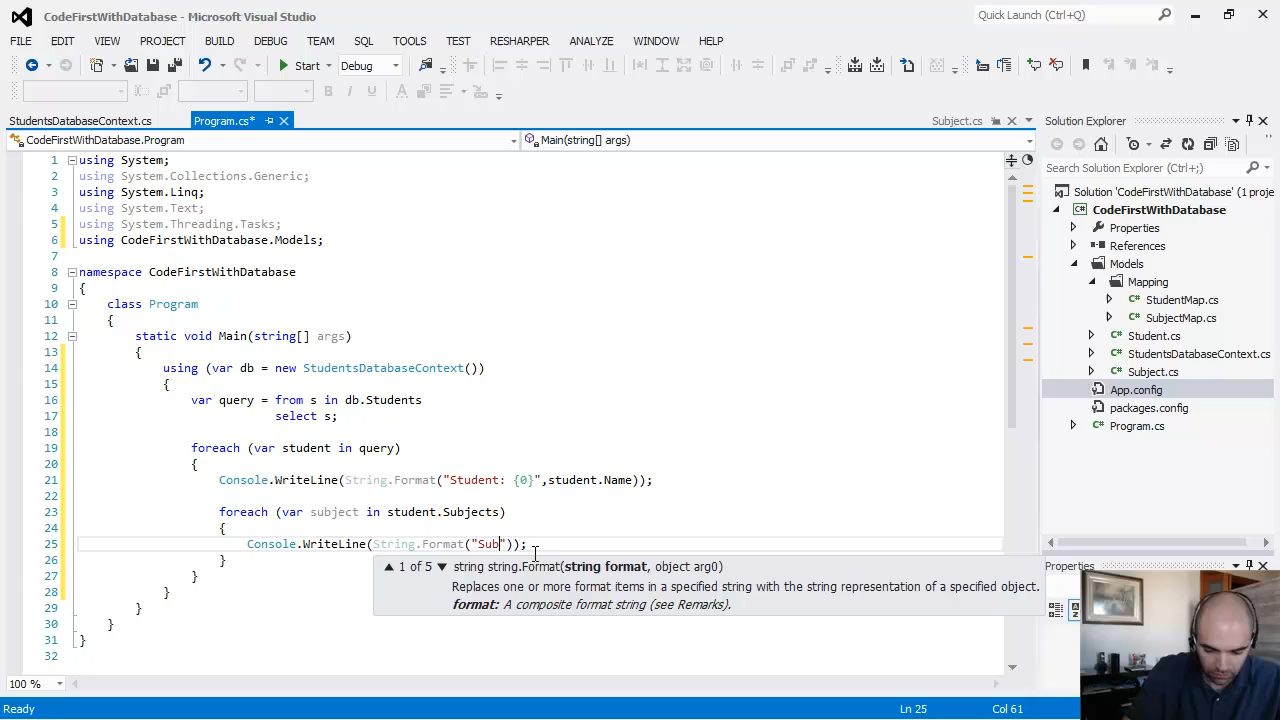 CodeFirstWithDatabase - Microsoft Visual Studio
Quick Launch (Ctrl+Q)
FILE EDIT VIEW PROJECT BUILD DEBUG TEAM SQL TOOLS TEST RESHARPER ANALYZE WINDOW HELP
Start Debug
StudentsDatabaseContext.cs Program.cs* Subject.cs
Solution Explorer
CodeFirstWithDatabase.Program Main(string[] args)
Search Solution Explorer (Ctrl+;)
1 using System;
2 using System.Collections.Generic;
3 using System.Linq;
4 using System.Text;
5 using System.Threading.Tasks;
6 using CodeFirstWithDatabase.Models;
7
8 namespace CodeFirstWithDatabase
9 {
10 class Program
11 {
12 static void Main(string[] args)
13 {
14 using (var db = new StudentsDatabaseContext())
15 {
16 var query = from s in db.Students
17 select s;
18
19 foreach (var student in query)
20 {
21 Console.WriteLine(String.Format("Student: {0}",student.Name));
22
23 foreach (var subject in student.Subjects)
24 {
25 Console.WriteLine(String.Format("Sub"));
26 }
27 }
28 }
29 }
30 }
31 }
32
1 of 5 string string.Format(string format, object arg0)
Replaces one or more format items in a specified string with the string representation of a specified object.
format: A composite format string (see Remarks).
Solution 'CodeFirstWithDatabase' (1 proje
CodeFirstWithDatabase
Properties
References
Models
Mapping
StudentMap.cs
SubjectMap.cs
Student.cs
StudentsDatabaseContext.cs
Subject.cs
App.config
packages.config
Program.cs
Properties
100 %
Ready Ln 25 Col 61